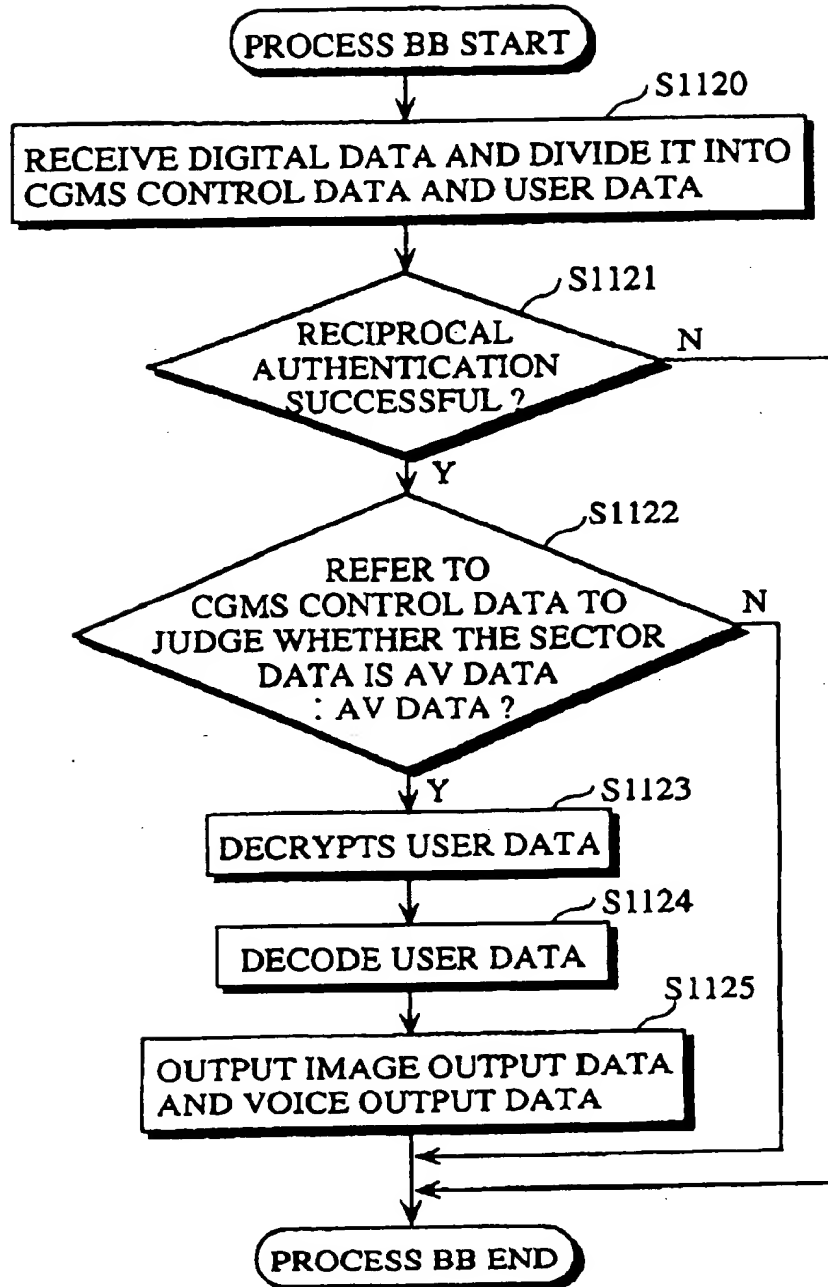 PROCESS BB START
S1120
RECEIVE DIGITAL DATA AND DIVIDE IT INTO
CGMS CONTROL DATA AND USER DATA
S1121
RECIPROCAL
AUTHENTICATION
SUCCESSFUL ?
N
Y
S1122
REFER TO
CGMS CONTROL DATA TO
JUDGE WHETHER THE SECTOR
DATA IS AV DATA
: AV DATA ?
N
Y
S1123
DECRYPTS USER DATA
S1124
DECODE USER DATA
S1125
OUTPUT IMAGE OUTPUT DATA
AND VOICE OUTPUT DATA
PROCESS BB END